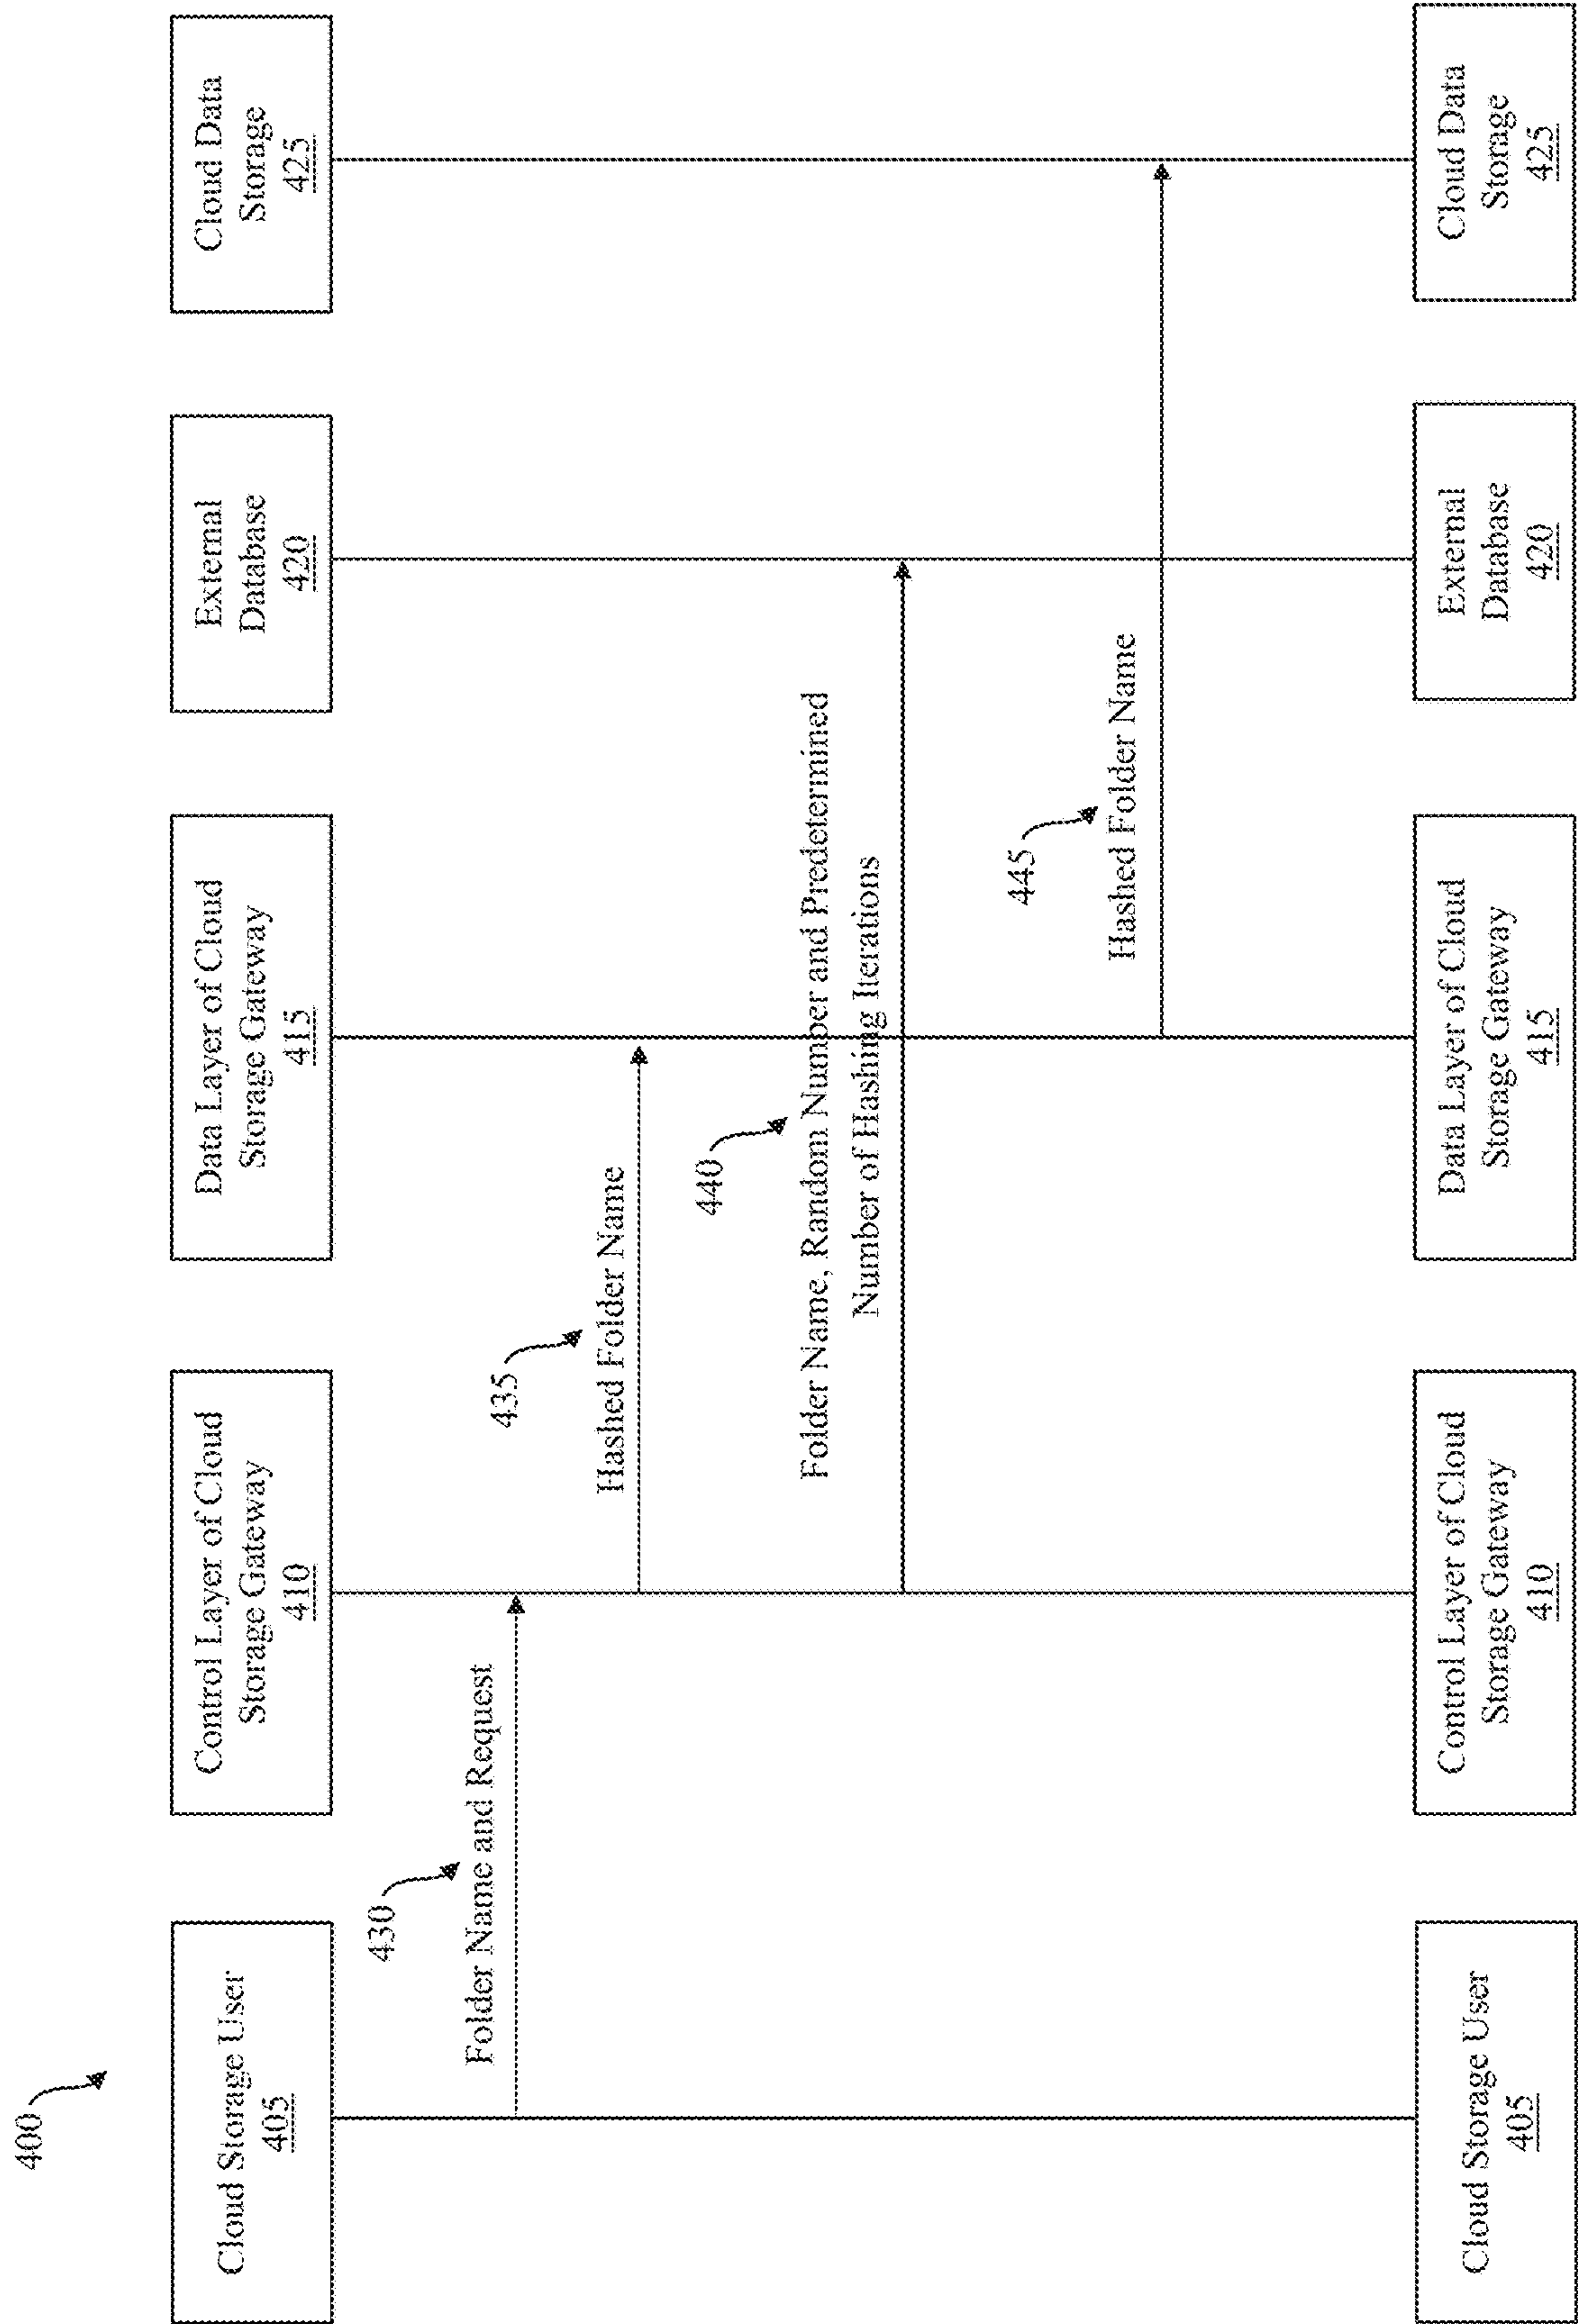 400
Cloud Storage User
405
Control Layer of Cloud
Storage Gateway
410
Data Layer of Cloud
Storage Gateway
415
External
Database
420
Cloud Data
Storage
425
430
Folder Name and Request
435
Hashed Folder Name
440
Folder Name, Random Number and Predetermined
Number of Hashing Iterations
445
Hashed Folder Name
Cloud Storage User
405
Control Layer of Cloud
Storage Gateway
410
Data Layer of Cloud
Storage Gateway
415
External
Database
420
Cloud Data
Storage
425